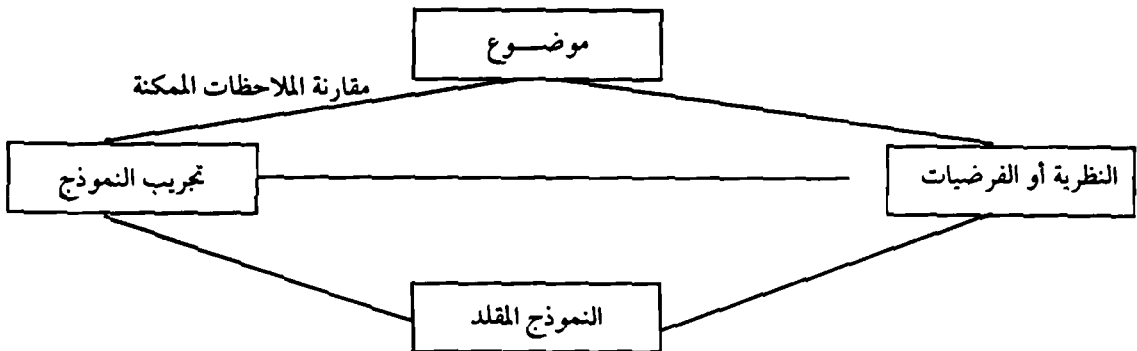 موضوع
مقارنة الملاحظات الممكنة
النظرية أو الفرضيات
تجريب النموذج
النموذج المقلد